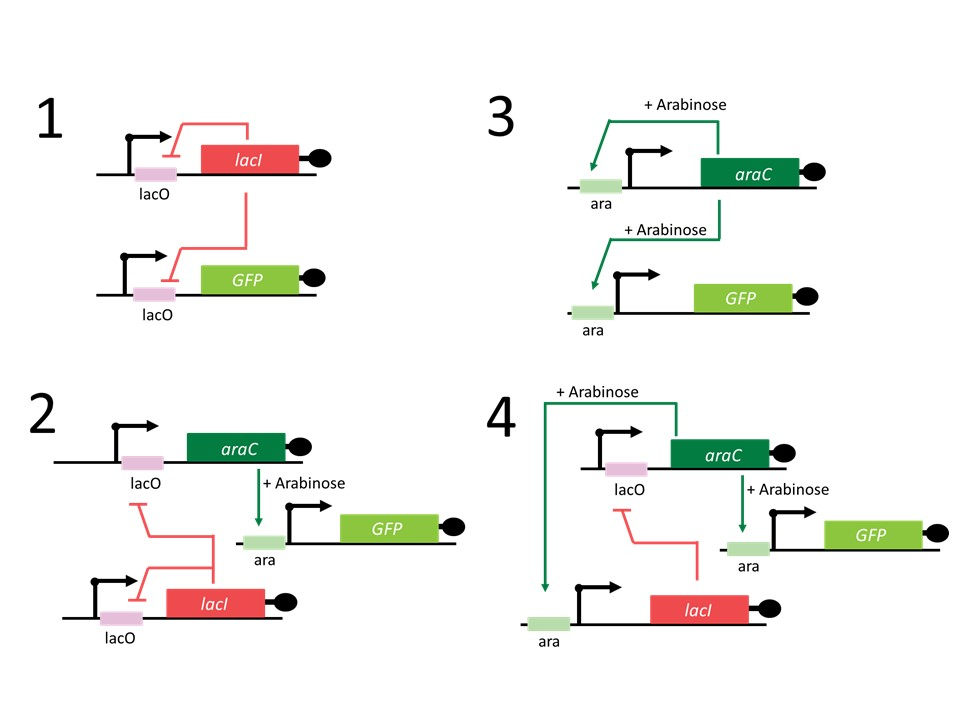 1
lacI
lacO
GFP
lacO
2
araC
lacO
+ Arabinose
GFP
ara
lacI
lacO
3
+ Arabinose
araC
ara
+ Arabinose
GFP
ara
4
+ Arabinose
araC
lacO
+ Arabinose
GFP
ara
lacI
ara